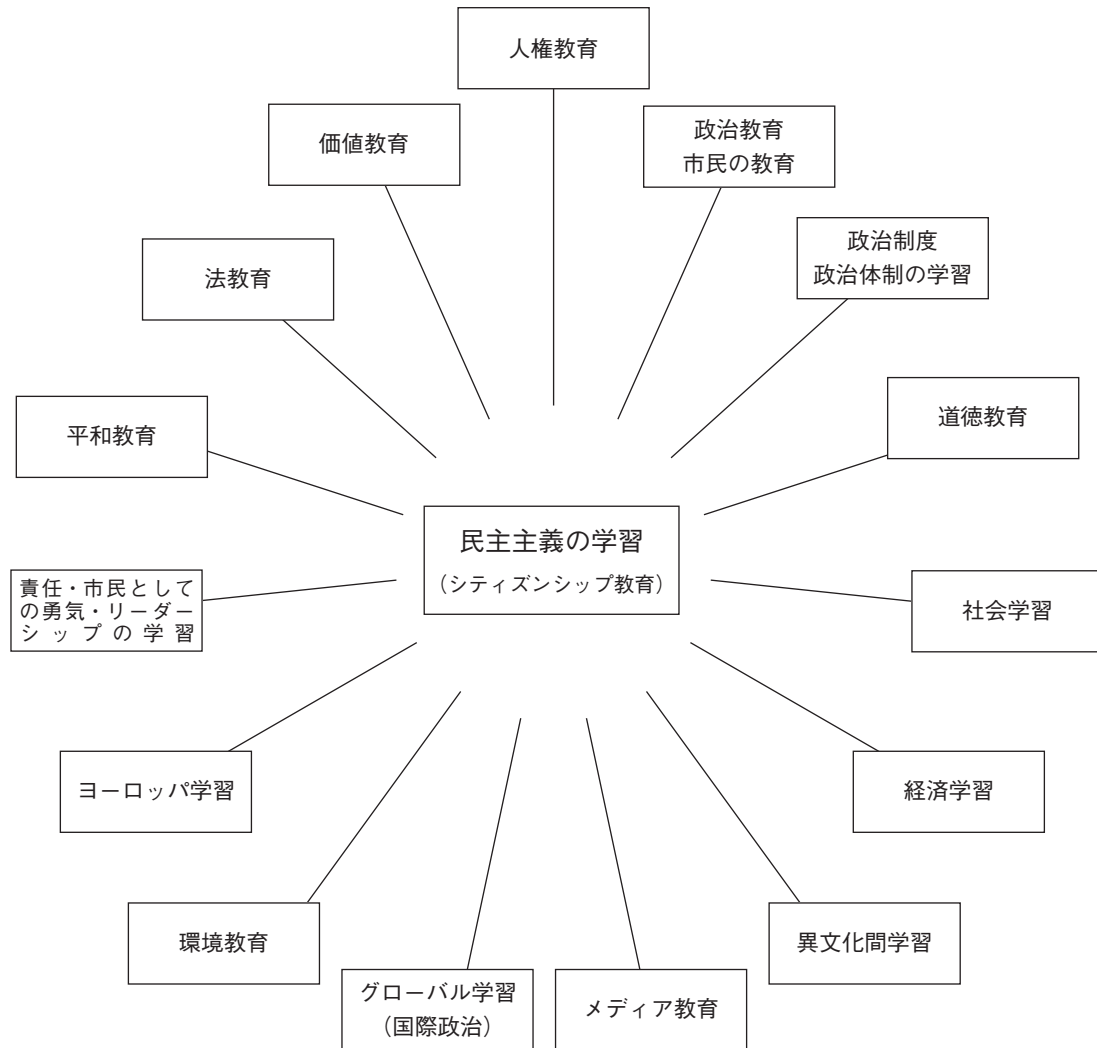 人権教育
価値教育
政治教育
市民の教育
法教育
政治制度
政治体制の学習
平和教育
道徳教育
民主主義の学習
（シティズンシップ教育）
責任・市民として
の勇気・リーダー
シップの学習
社会学習
ヨーロッパ学習
経済学習
環境教育
異文化間学習
グローバル学習
（国際政治）
メディア教育